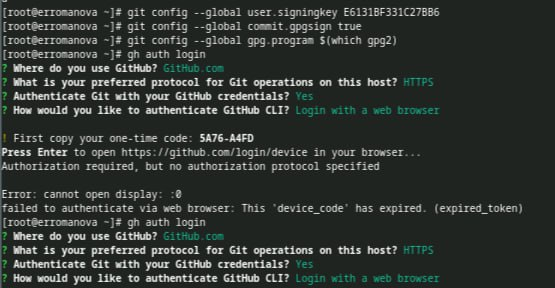 [root@erromanova ~]# git config --global user.signingkey E6131BF331C27BB6
[root@erromanova ~]# git config --global commit.gpgsign true
[root@erromanova ~]# git config --global gpg.program $(which gpg2)
[root@erromanova ~]# gh auth login
? Where do you use GitHub? GitHub.com
? What is your preferred protocol for Git operations on this host? HTTPS
? Authenticate Git with your GitHub credentials? Yes
? How would you like to authenticate GitHub CLI? Login with a web browser
! First copy your one-time code: 5A76-A4FD
Press Enter to open https://github.com/login/device in your browser...
Authorization required, but no authorization protocol specified
Error: cannot open display: :0
failed to authenticate via web browser: This 'device_code' has expired. (expired_token)
[root@erromanova ~]# gh auth login
? Where do you use GitHub? GitHub.com
? What is your preferred protocol for Git operations on this host? HTTPS
? Authenticate Git with your GitHub credentials? Yes
? How would you like to authenticate GitHub CLI? Login with a web browser